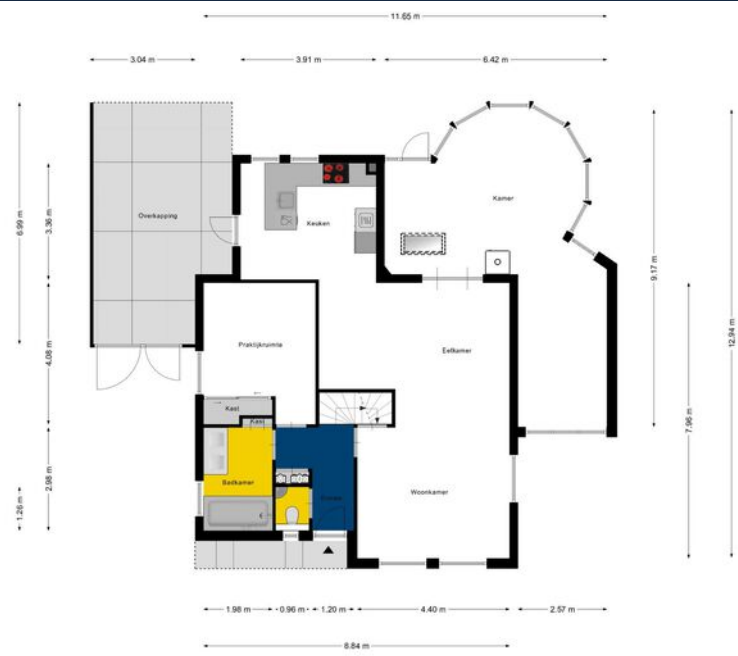 11.65 m
3.04 m
3.91 m
6.42 m
6.99 m
3.36 m
4.08 m
2.98 m
1.26 m
9.17 m
7.96 m
12.94 m
Overkapping
Keuken
Kamer
Praktijkruimte
Eetkamer
Kast
Kast
Badkamer
Entree
Woonkamer
1.98 m
0.96 m
1.20 m
4.40 m
2.57 m
8.84 m